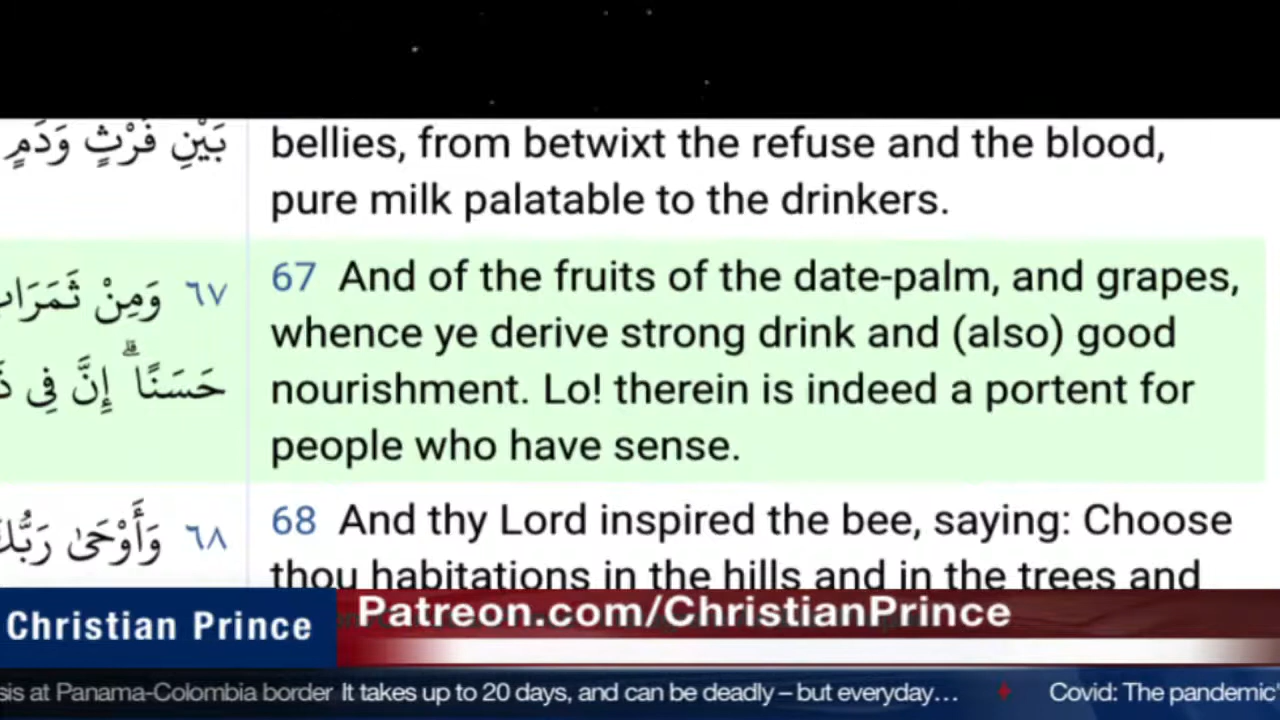 بَيْنِ فَرْثٍ وَدَمٍ
bellies, from betwixt the refuse and the blood,
pure milk palatable to the drinkers.
٦٧ وَمِنْ
حَسَنًا ۗ إِنَّ فِى
67 And of the fruits of the date-palm, and grapes,
whence ye derive strong drink and (also) good
nourishment. Lo! therein is indeed a portent for
people who have sense.
٦٨ وَأَوْحَىٰ
68 And thy Lord inspired the bee, saying: Choose
thou habitations in the hills and in the trees and
Christian Prince
Patreon.com/ChristianPrince
sis at Panama-Colombia border It takes up to 20 days, and can be deadly – but everyday… Covid: The pandemic'